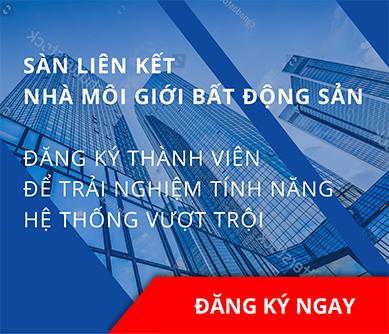 SÀN LIÊN KẾT
NHÀ MÔI GIỚI BẤT ĐỘNG SẢN
ĐĂNG KÝ THÀNH VIÊN
ĐỂ TRẢI NGHIỆM TÍNH NĂNG
HỆ THỐNG VƯỢT TRỘI
ĐĂNG KÝ NGAY